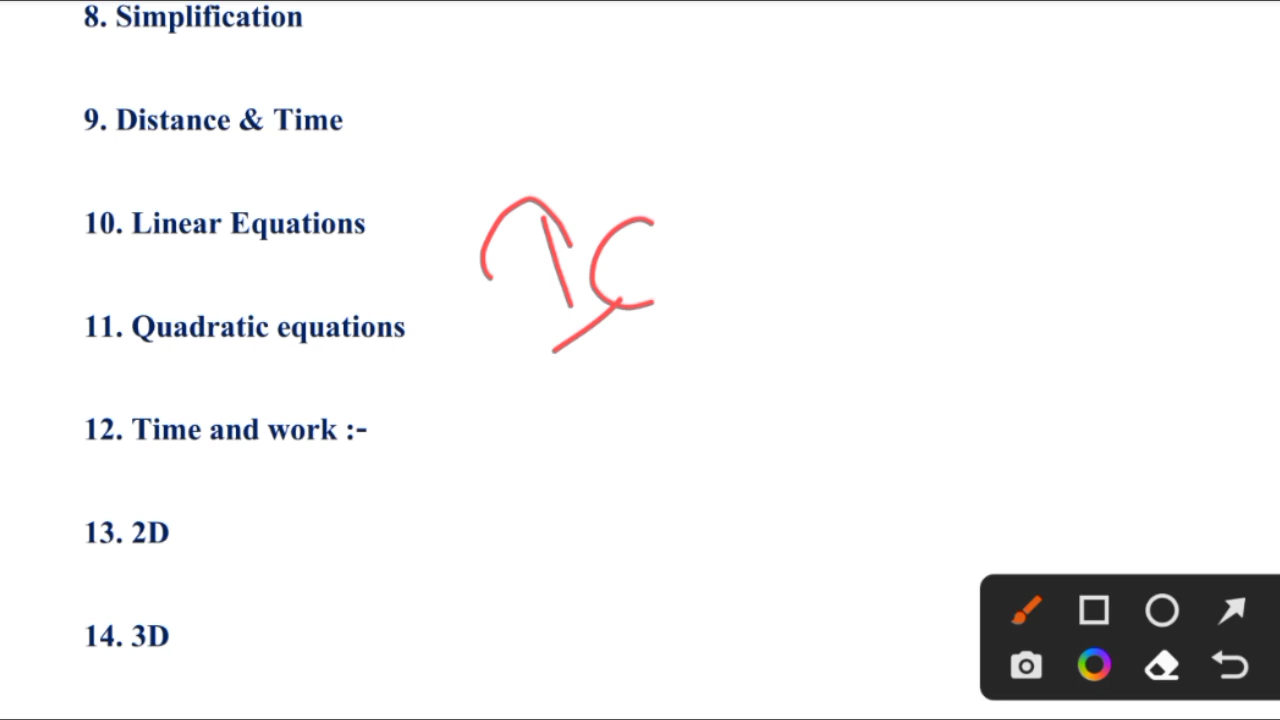 8. Simplification
9. Distance & Time
10. Linear Equations
11. Quadratic equations
12. Time and work :-
13. 2D
14. 3D